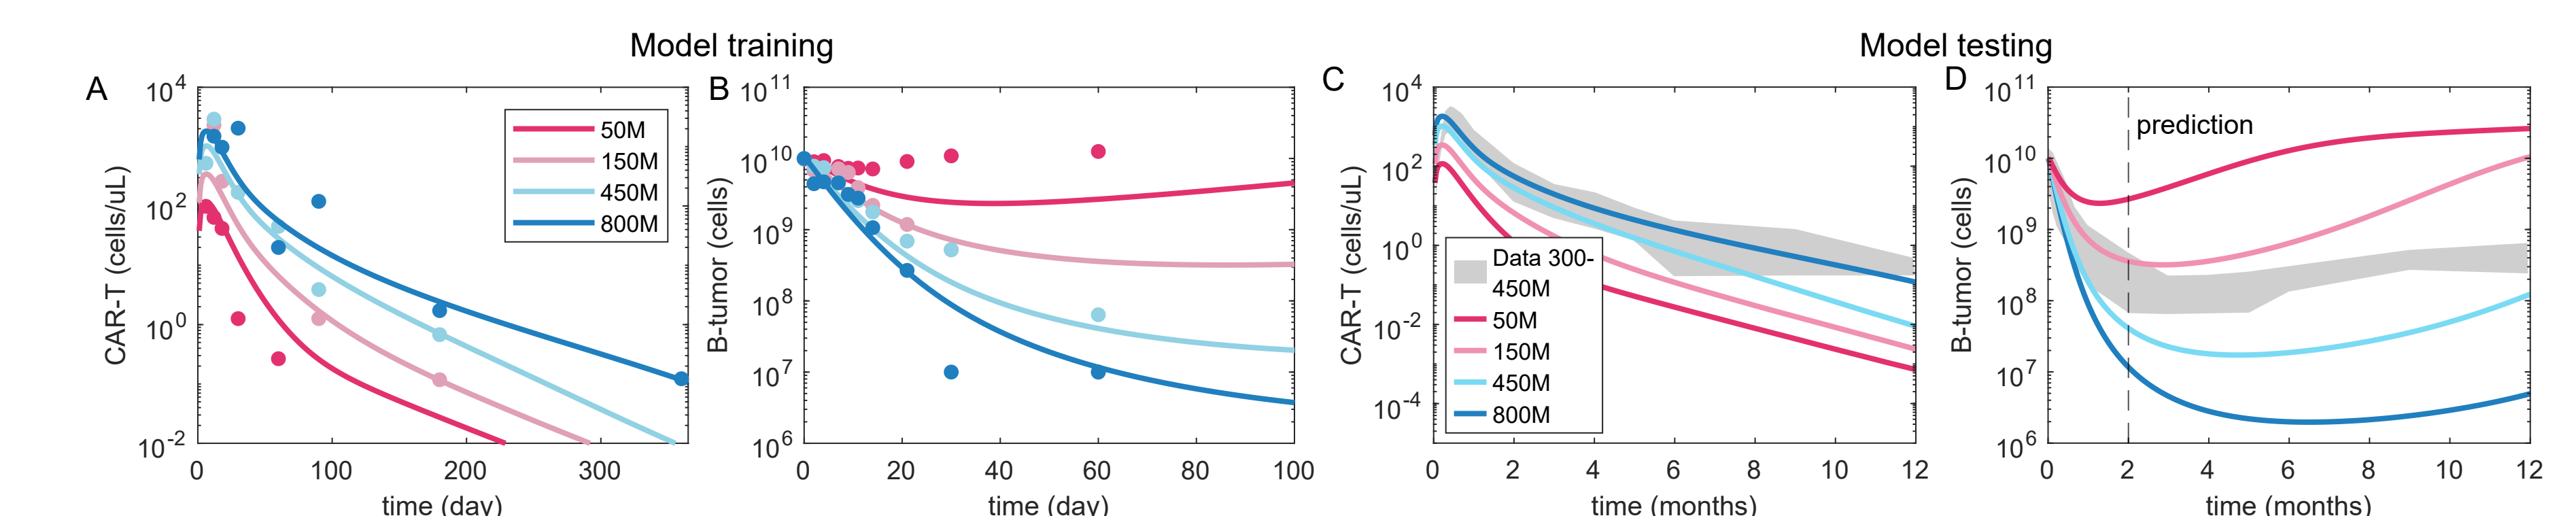 Model training
Model testing
A
CAR-T (cells/uL)
10^4
10^2
10^0
10^-2
0
100
200
300
time (day)
50M
150M
450M
800M
B
B-tumor (cells)
10^11
10^10
10^9
10^8
10^7
10^6
0
20
40
60
80
100
time (day)
C
CAR-T (cells/uL)
10^4
10^2
10^0
10^-2
10^-4
0
2
4
6
8
10
12
time (months)
Data 300-
450M
50M
150M
450M
800M
D
B-tumor (cells)
10^11
10^10
10^9
10^8
10^7
10^6
prediction
0
2
4
6
8
10
12
time (months)